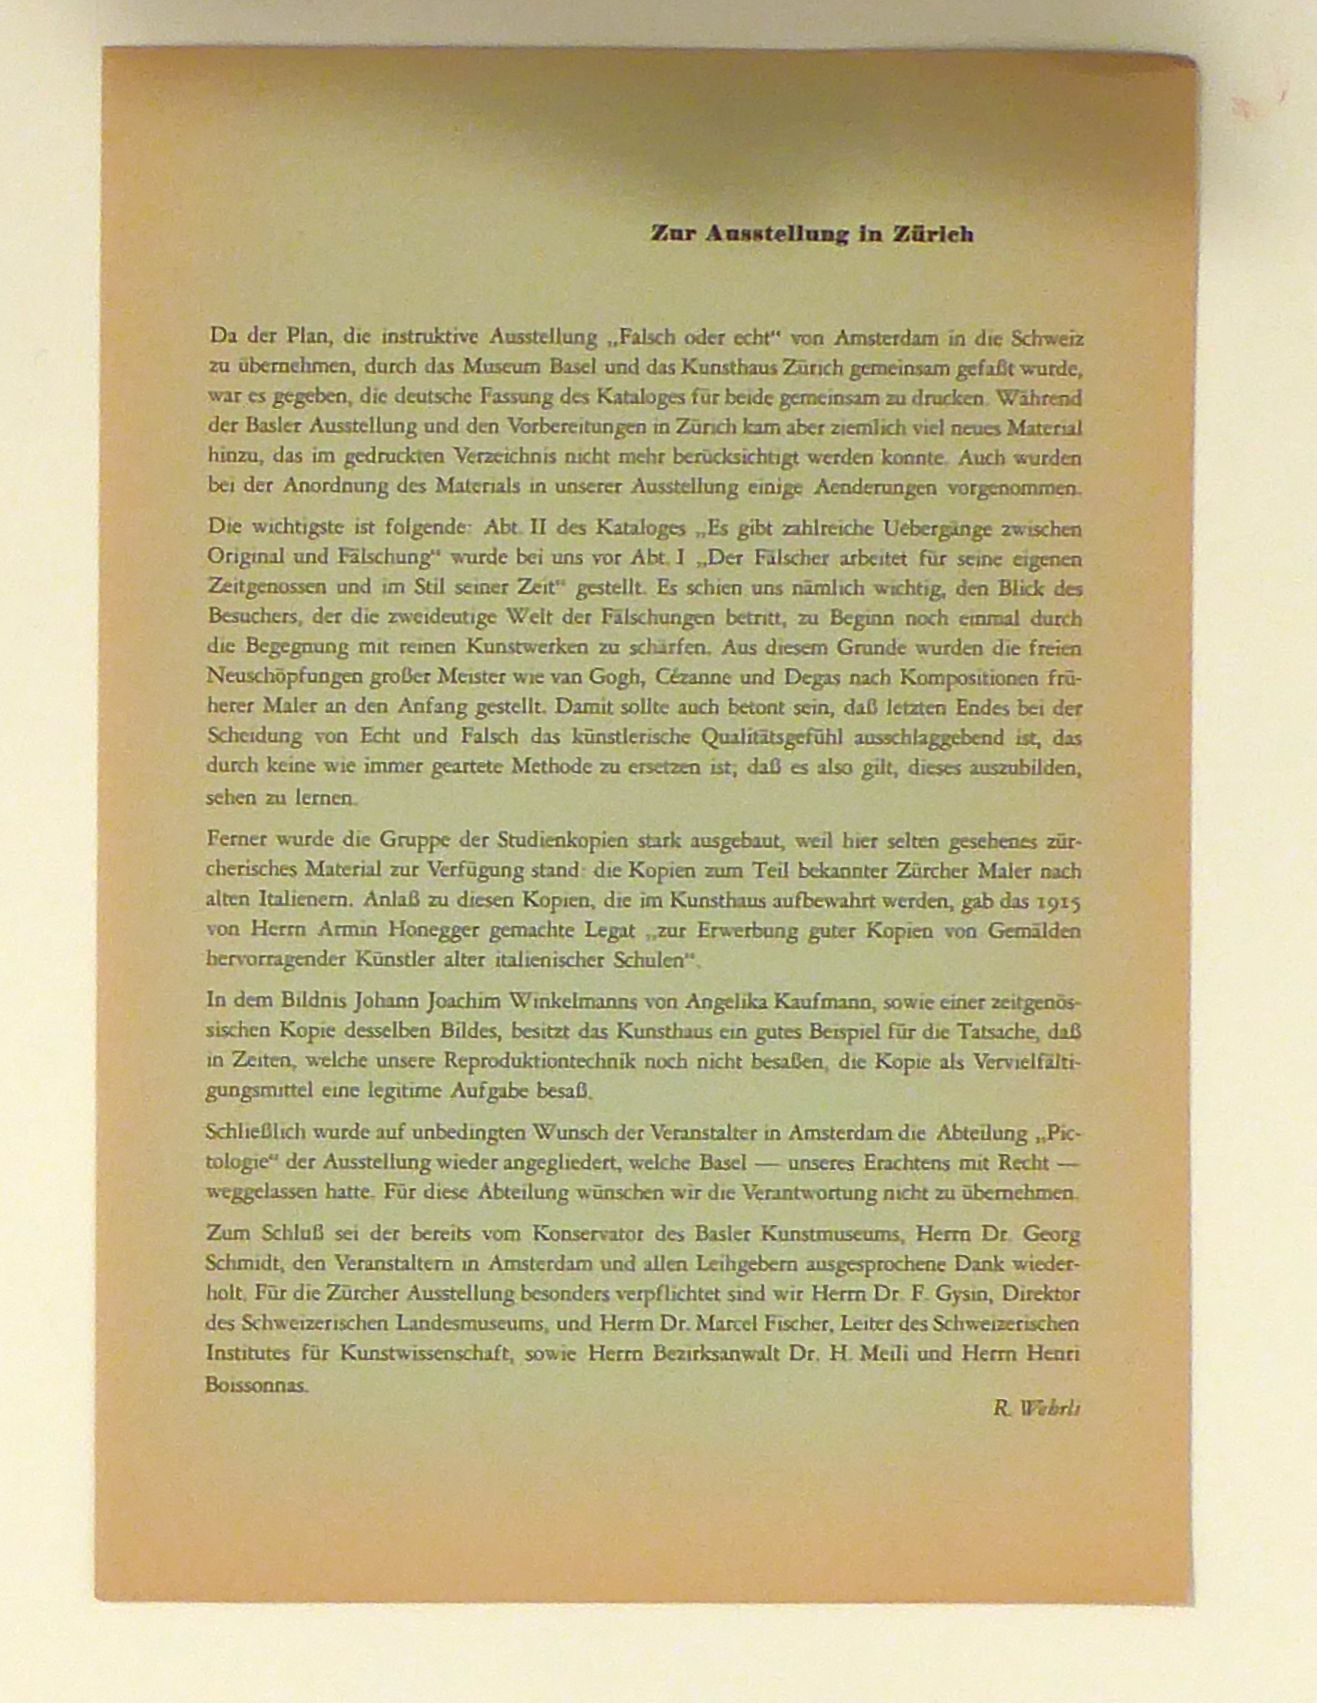 Zur Ausstellung in Zürich
Da der Plan, die instruktive Ausstellung „Falsch oder echt“ von Amsterdam in die Schweiz
zu übernehmen, durch das Museum Basel und das Kunsthaus Zürich gemeinsam gefaßt wurde,
war es gegeben, die deutsche Fassung des Kataloges für beide gemeinsam zu drucken. Während
der Basler Ausstellung und den Vorbereitungen in Zürich kam aber ziemlich viel neues Material
hinzu, das im gedruckten Verzeichnis nicht mehr berücksichtigt werden konnte. Auch wurden
bei der Anordnung des Materials in unserer Ausstellung einige Aenderungen vorgenommen.
Die wichtigste ist folgende: Abt. II des Kataloges „Es gibt zahlreiche Uebergänge zwischen
Original und Fälschung“ wurde bei uns vor Abt. I „Der Fälscher arbeitet für seine eigenen
Zeitgenossen und im Stil seiner Zeit“ gestellt. Es schien uns nämlich wichtig, den Blick des
Besuchers, der die zweideutige Welt der Fälschungen betritt, zu Beginn noch einmal durch
die Begegnung mit reinen Kunstwerken zu schärfen. Aus diesem Grunde wurden die freien
Neuschöpfungen großer Meister wie van Gogh, Cézanne und Degas nach Kompositionen frü-
herer Maler an den Anfang gestellt. Damit sollte auch betont sein, daß letzten Endes bei der
Scheidung von Echt und Falsch das künstlerische Qualitätsgefühl ausschlaggebend ist, das
durch keine wie immer geartete Methode zu ersetzen ist; daß es also gilt, dieses auszubilden,
sehen zu lernen.
Ferner wurde die Gruppe der Studienkopien stark ausgebaut, weil hier selten gesehenes zür-
cherisches Material zur Verfügung stand: die Kopien zum Teil bekannter Zürcher Maler nach
alten Italienern. Anlaß zu diesen Kopien, die im Kunsthaus aufbewahrt werden, gab das 1915
von Herrn Armin Honegger gemachte Legat „zur Erwerbung guter Kopien von Gemälden
hervorragender Künstler alter italienischer Schulen“.
In dem Bildnis Johann Joachim Winkelmanns von Angelika Kaufmann, sowie einer zeitgenös-
sischen Kopie desselben Bildes, besitzt das Kunsthaus ein gutes Beispiel für die Tatsache, daß
in Zeiten, welche unsere Reproduktiontechnik noch nicht besaßen, die Kopie als Vervielfälti-
gungsmittel eine legitime Aufgabe besaß.
Schließlich wurde auf unbedingten Wunsch der Veranstalter in Amsterdam die Abteilung „Pic-
tologie“ der Ausstellung wieder angegliedert, welche Basel — unseres Erachtens mit Recht —
weggelassen hatte. Für diese Abteilung wünschen wir die Verantwortung nicht zu übernehmen.
Zum Schluß sei der bereits vom Konservator des Basler Kunstmuseums, Herrn Dr. Georg
Schmidt, den Veranstaltern in Amsterdam und allen Leihgebern ausgesprochene Dank wieder-
holt. Für die Zürcher Ausstellung besonders verpflichtet sind wir Herrn Dr. F. Gysin, Direktor
des Schweizerischen Landesmuseums, und Herrn Dr. Marcel Fischer, Leiter des Schweizerischen
Institutes für Kunstwissenschaft, sowie Herrn Bezirksanwalt Dr. H. Meili und Herrn Henri
Boissonnas.
R. Wehrli